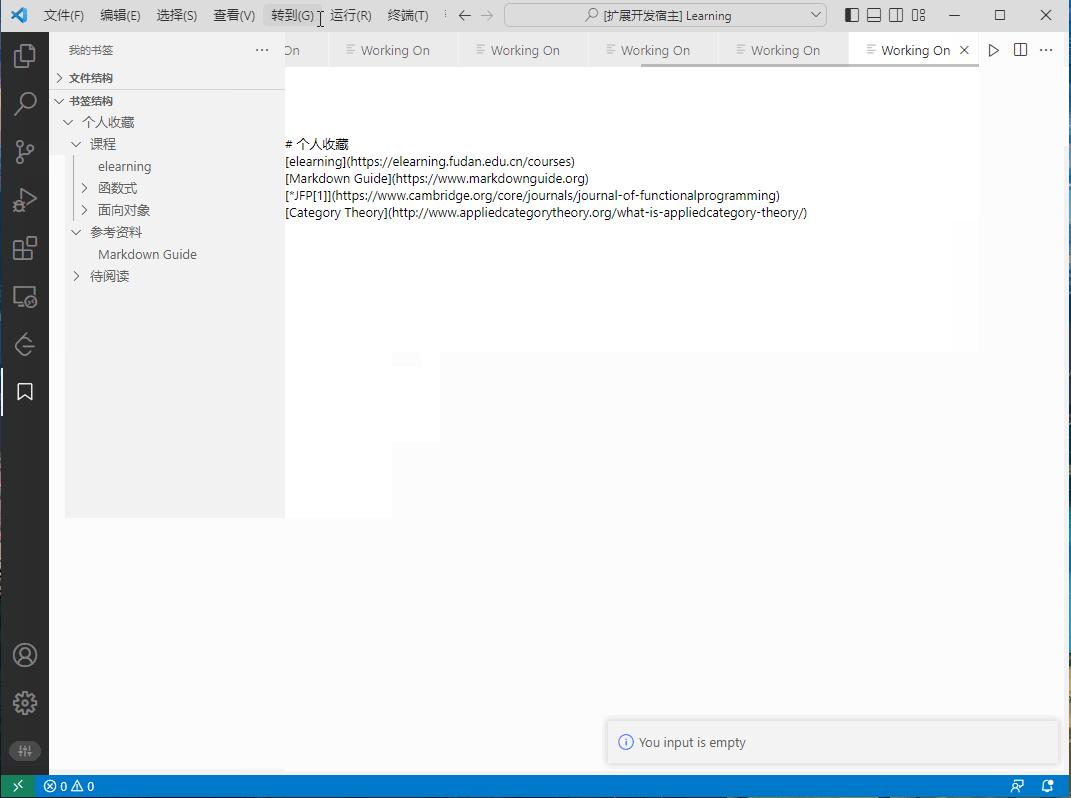 文件(F) 编辑(E) 选择(S) 查看(V) 转到(G) 运行(R) 终端(T) [扩展开发宿主] Learning
我的书签 ... On Working On Working On Working On Working On Working On ...
文件结构
书签结构
个人收藏
课程
elearning
函数式
面向对象
参考资料
Markdown Guide
待阅读
# 个人收藏
[elearning](https://elearning.fudan.edu.cn/courses)
[Markdown Guide](https://www.markdownguide.org)
[*JFP[1]](https://www.cambridge.org/core/journals/journal-of-functionalprogramming)
[Category Theory](http://www.appliedcategorytheory.org/what-is-appliedcategory-theory/)
You input is empty
0 0